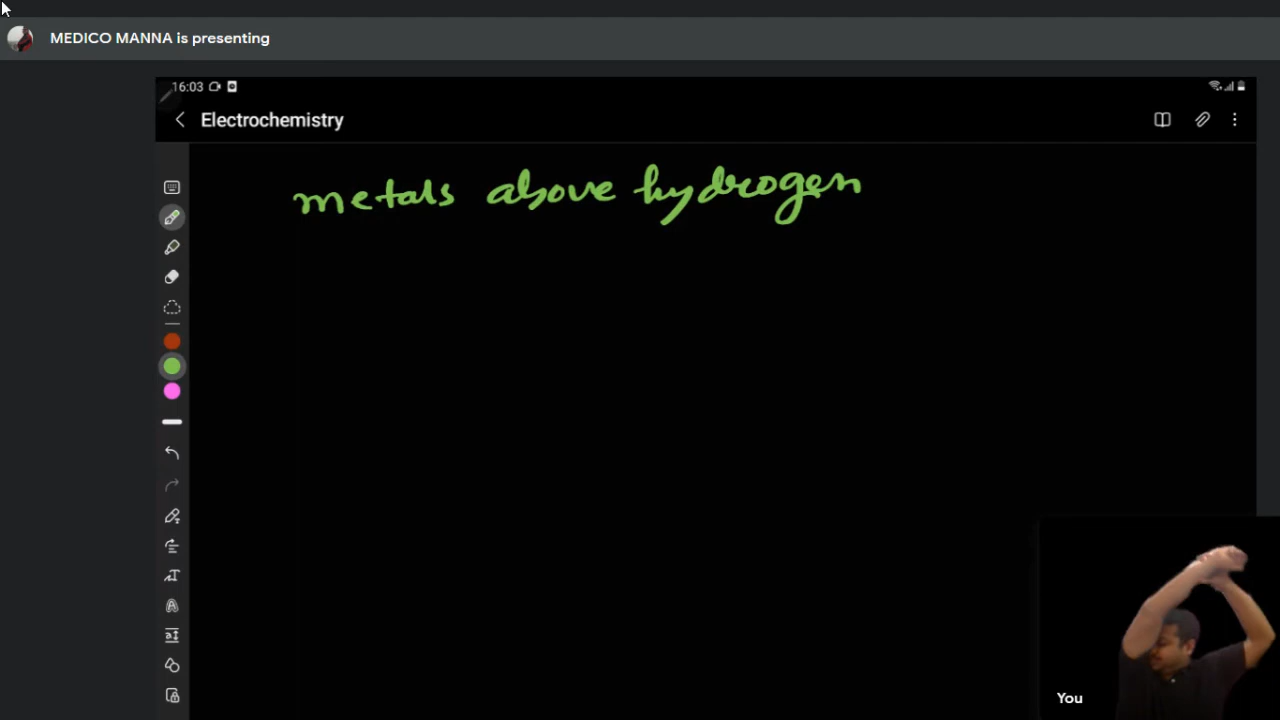 MEDICO MANNA is presenting
16:03
Electrochemistry
metals above hydrogen
You